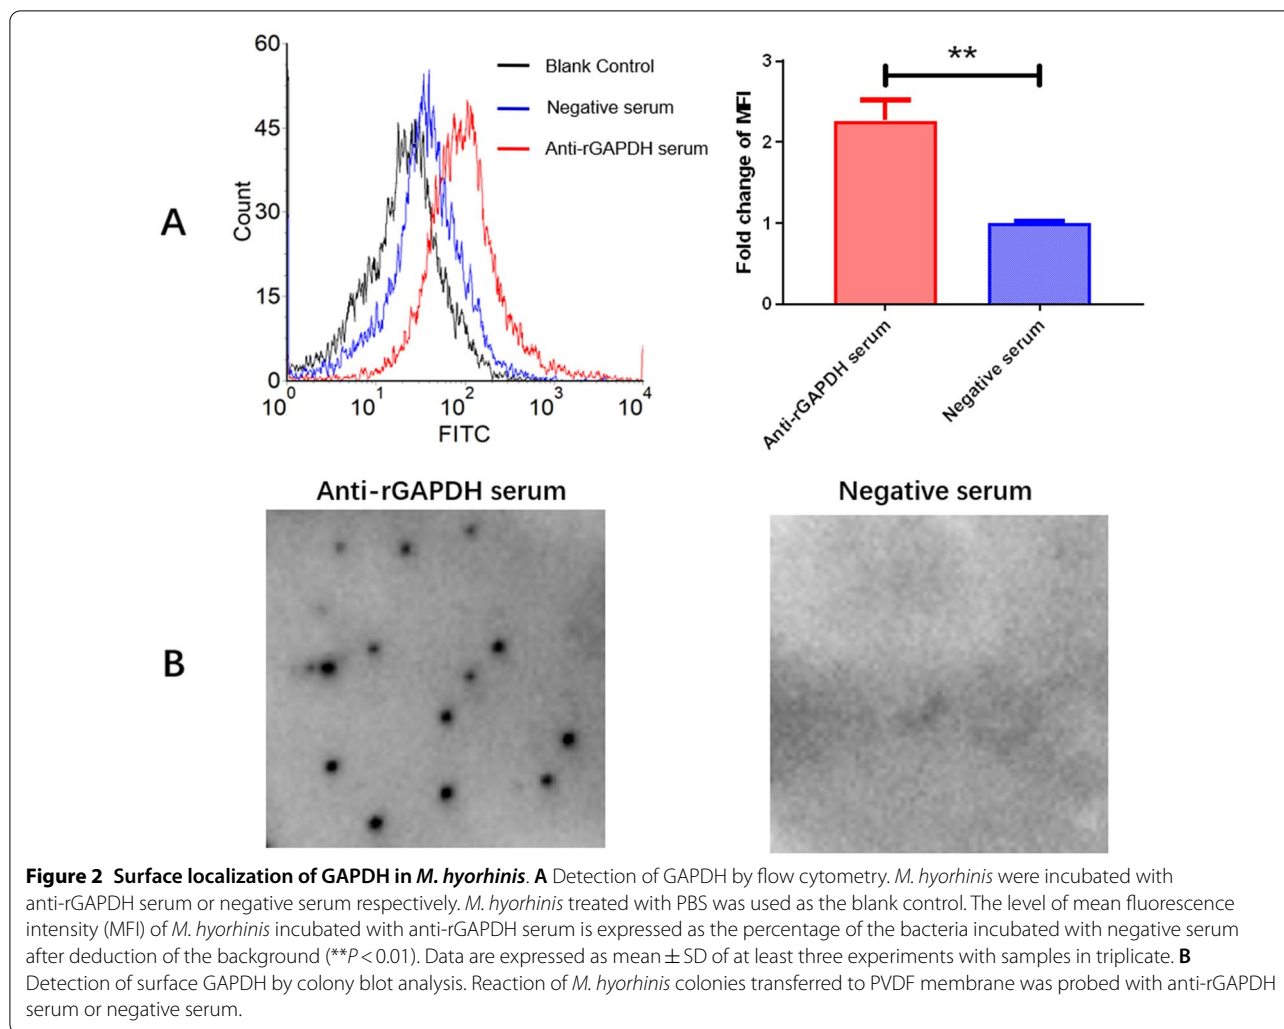 A
60
45
30
15
0
Count
Blank Control
Negative serum
Anti-rGAPDH serum
10^0 10^1 10^2 10^3 10^4
FITC
3
2
1
0
Fold change of MFI
**
Anti-rGAPDH serum
Negative serum
B
Anti-rGAPDH serum
Negative serum
Figure 2 Surface localization of GAPDH in M. hyorhinis. A Detection of GAPDH by flow cytometry. M. hyorhinis were incubated with
anti-rGAPDH serum or negative serum respectively. M. hyorhinis treated with PBS was used as the blank control. The level of mean fluorescence
intensity (MFI) of M. hyorhinis incubated with anti-rGAPDH serum is expressed as the percentage of the bacteria incubated with negative serum
after deduction of the background (**P < 0.01). Data are expressed as mean ± SD of at least three experiments with samples in triplicate. B
Detection of surface GAPDH by colony blot analysis. Reaction of M. hyorhinis colonies transferred to PVDF membrane was probed with anti-rGAPDH
serum or negative serum.